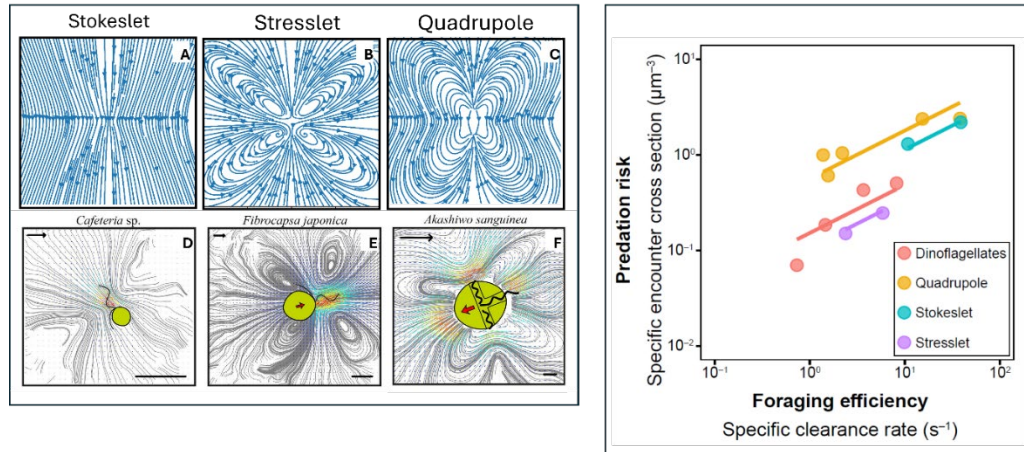 Stokeslet
Stresslet
Quadrupole
A
B
C
Cafeteria sp.
Fibrocapsa japonica
Akashiwo sanguinea
D
E
F
Predation risk
Specific encounter cross section (μm⁻³)
10¹
10⁰
10⁻¹
10⁻²
Dinoflagellates
Quadrupole
Stokeslet
Stresslet
10⁻¹
10⁰
10¹
10²
Foraging efficiency
Specific clearance rate (s⁻¹)